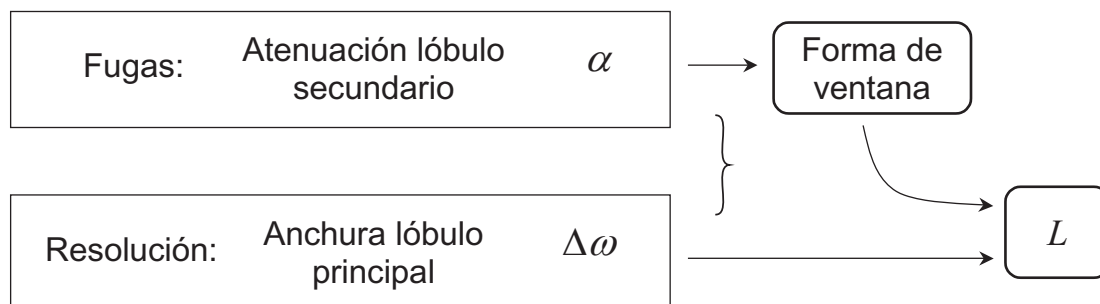 Fugas:
Atenuación lóbulo
secundario
α
Forma de
ventana
Resolución:
Anchura lóbulo
principal
Δω
L